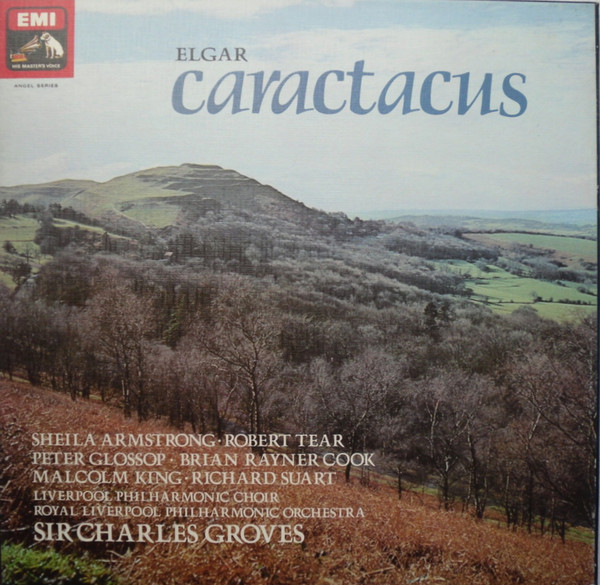 EMI
HIS MASTER'S VOICE
ANGEL SERIES
ELGAR
caractacus
SHEILA ARMSTRONG · ROBERT TEAR
PETER GLOSSOP · BRIAN RAYNER COOK
MALCOLM KING · RICHARD SUART
LIVERPOOL PHILHARMONIC CHOIR
ROYAL LIVERPOOL PHILHARMONIC ORCHESTRA
SIR CHARLES GROVES